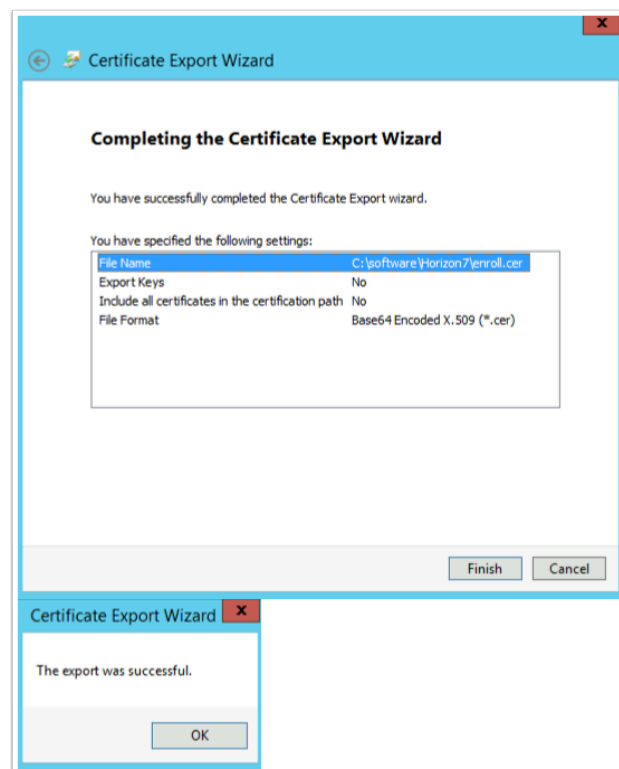 x
Certificate Export Wizard
Completing the Certificate Export Wizard
You have successfully completed the Certificate Export wizard.
You have specified the following settings:
File Name C:\software\Horizon7\enroll.cer
Export Keys No
Include all certificates in the certification path No
File Format Base64 Encoded X.509 (*.cer)
Finish Cancel
Certificate Export Wizard x
The export was successful.
OK